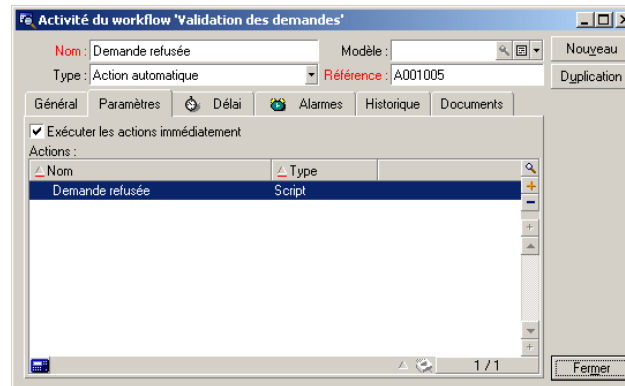 Activité du workflow 'Validation des demandes'
Nom : Demande refusée Modèle : Nouveau
Type : Action automatique Référence : A001005 Duplication
Général Paramètres Délai Alarmes Historique Documents
Exécuter les actions immédiatement
Actions :
Nom Type
Demande refusée Script
1 / 1 Fermer